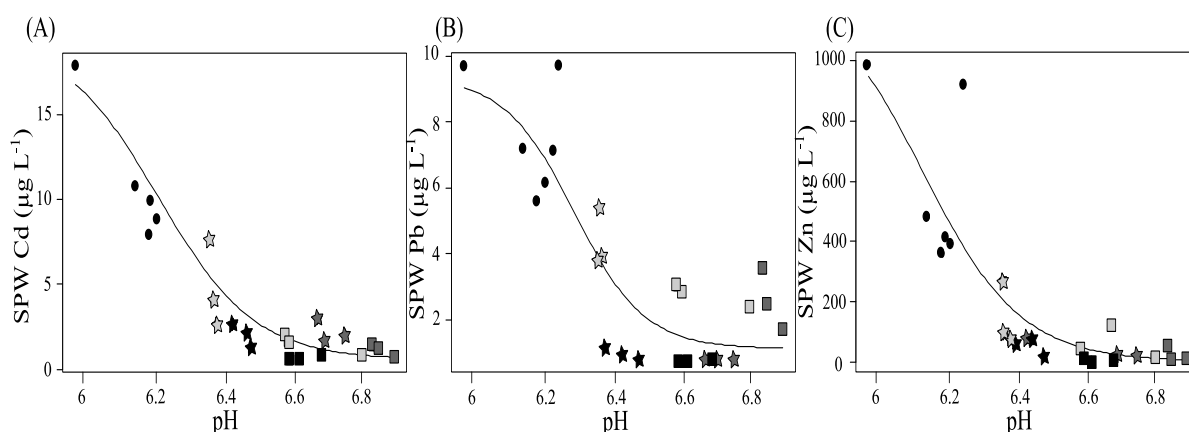 (A)
(B)
(C)
SPW Cd (µg L⁻¹)
15
10
5
0
6 6.2 6.4 6.6 6.8
pH
SPW Pb (µg L⁻¹)
10
8
6
4
2
6 6.2 6.4 6.6 6.8
pH
SPW Zn (µg L⁻¹)
1000
800
600
400
200
0
6 6.2 6.4 6.6 6.8
pH